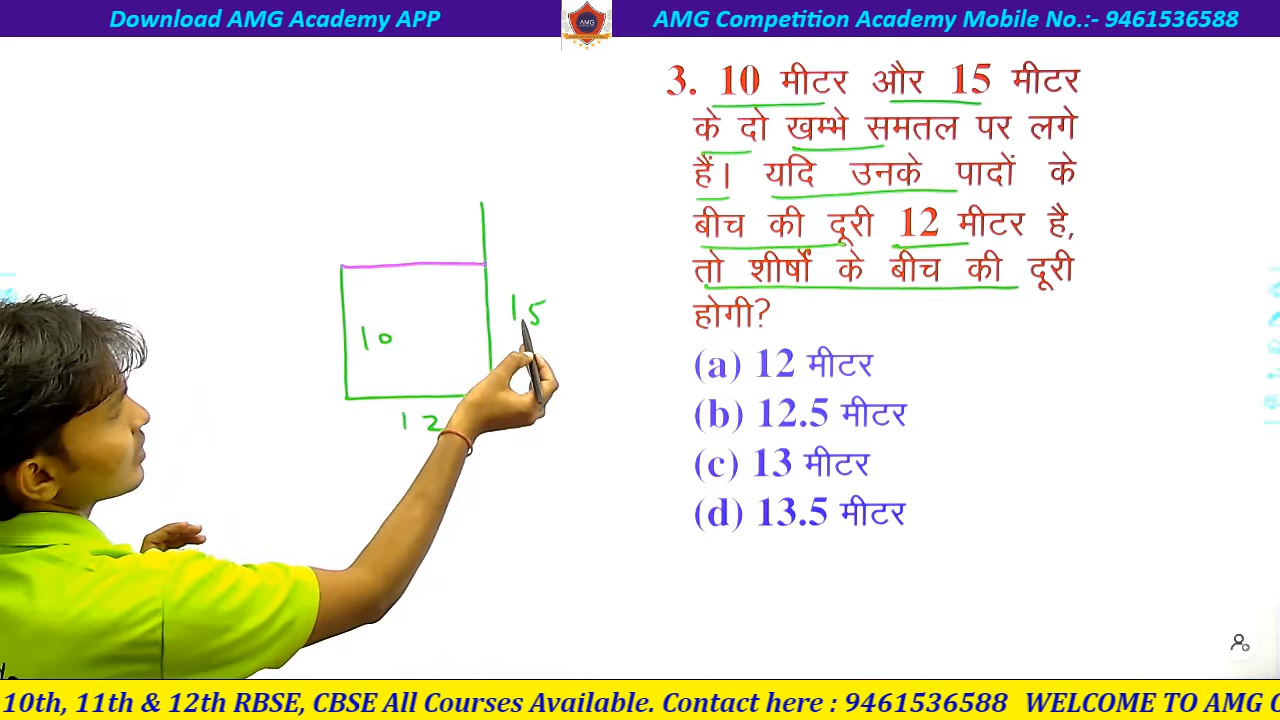 Download AMG Academy APP
AMG
AMG Competition Academy Mobile No.:- 9461536588
3. 10 मीटर और 15 मीटर
के दो खम्भे समतल पर लगे
हैं। यदि उनके पादों के
बीच की दूरी 12 मीटर है,
तो शीर्षों के बीच की दूरी
होगी?
(a) 12 मीटर
(b) 12.5 मीटर
(c) 13 मीटर
(d) 13.5 मीटर
10
15
12
10th, 11th & 12th RBSE, CBSE All Courses Available. Contact here : 9461536588 WELCOME TO AMG